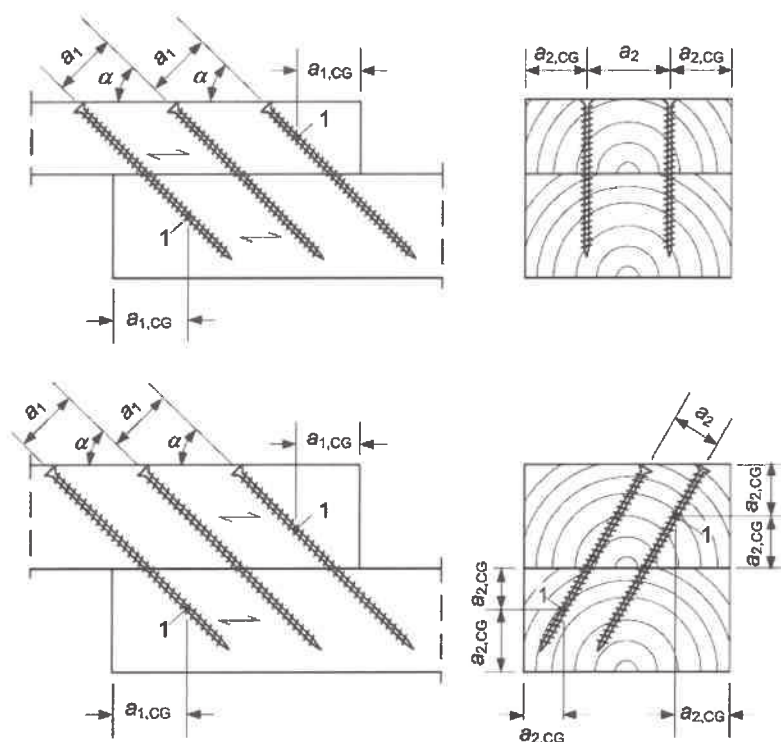 a1 a1 a1,CG
α α
1
1
a1,CG
a2,CG a2 a2,CG
a1 a1 a1,CG
α α
1
1
a1,CG
a2
a2,CG
1
a2,CG
a2,CG
1
a2,CG
a2,CG a2,CG